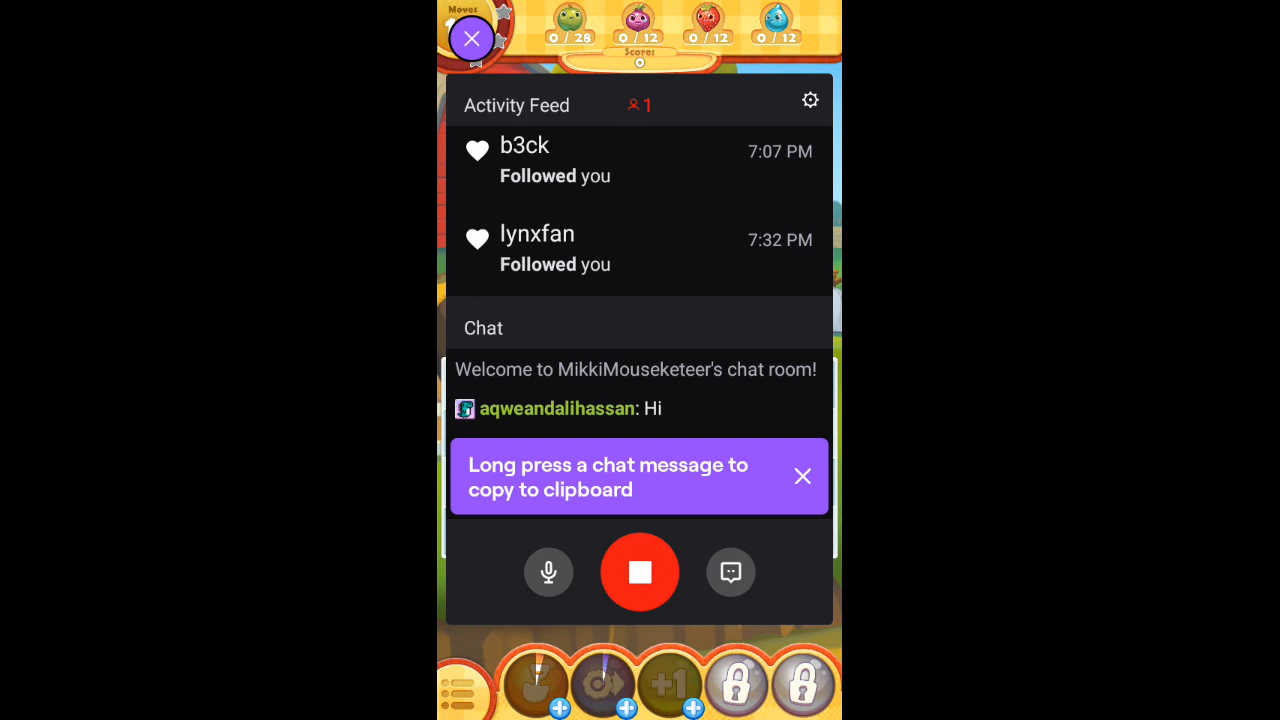 Moves
0 / 28
0 / 12
0 / 12
0 / 12
Score:
0
Activity Feed
1
b3ck
7:07 PM
Followed you
lynxfan
7:32 PM
Followed you
Chat
Welcome to MikkiMouseketeer's chat room!
aqweandalihassan: Hi
Long press a chat message to
copy to clipboard
+1